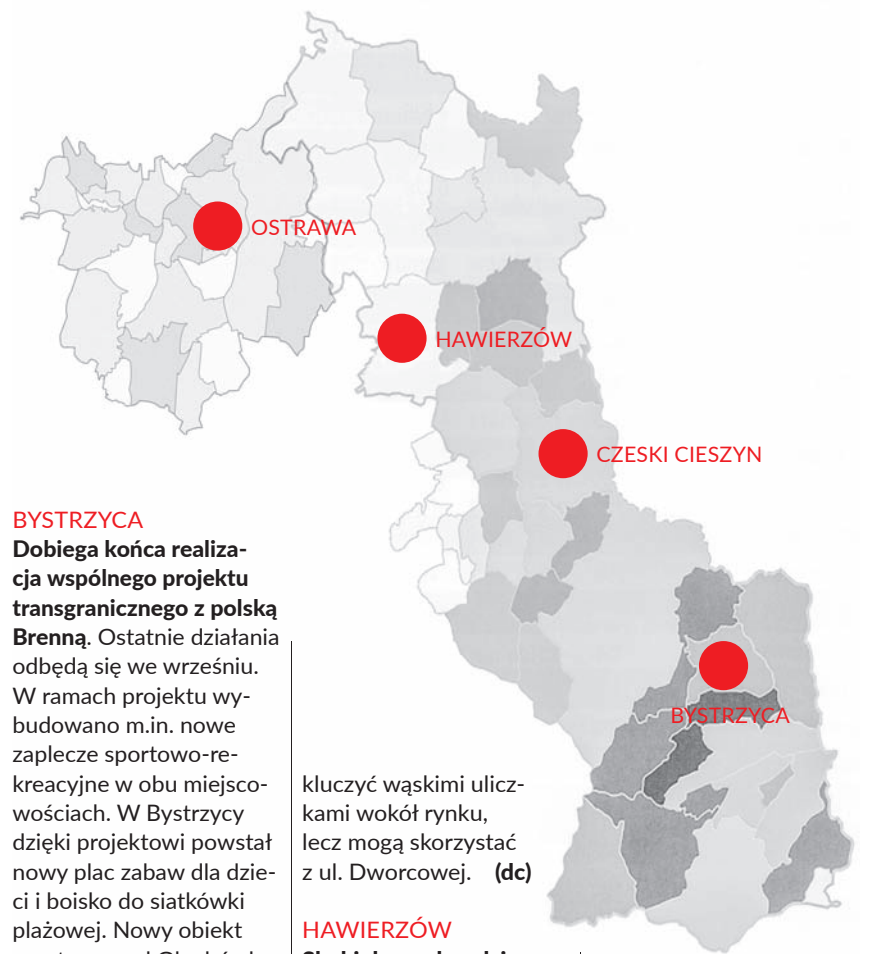 OSTRAWA
HAWIERZÓW
CZESKI CIESZYN
BYSTRZYCA
BYSTRZYCA
Dobiega końca realiza-
cja wspólnego projektu
transgranicznego z polską
Brenną. Ostatnie działania
odbędą się we wrześniu.
W ramach projektu wy-
budowano m.in. nowe
zaplecze sportowo-re-
kreacyjne w obu miejsco-
wościach. W Bystrzycy
dzięki projektowi powstał
nowy plac zabaw dla dzie-
ci i boisko do siatkówki
plażowej. Nowy obiekt
kluczyć wąskimi ulicz-
kami wokół rynku,
lecz mogą skorzystać
z ul. Dworcowej. (dc)
HAWIERZÓW